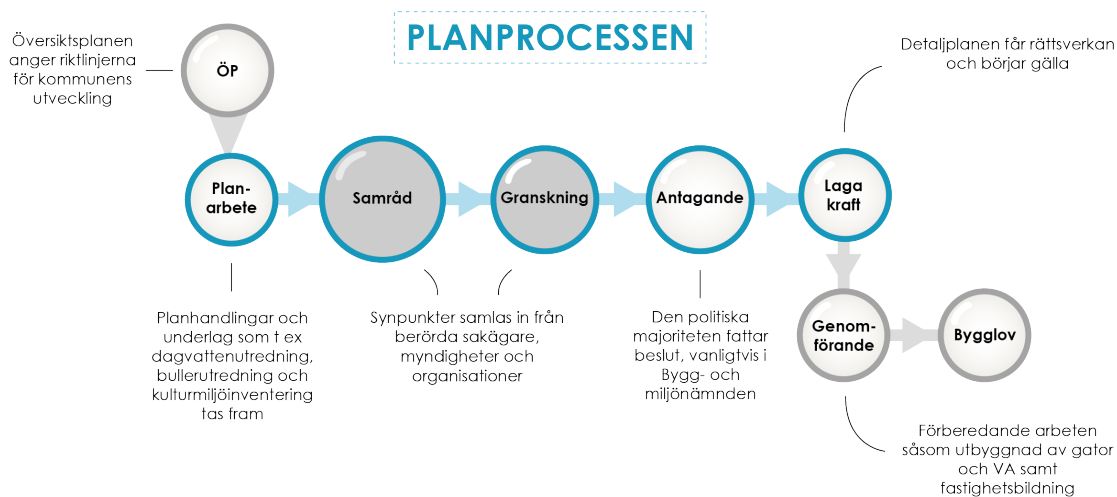 PLANPROCESSEN
Översiktsplanen
anger riktlinjerna
för kommunens
utveckling
ÖP
Detaljplanen får rättsverkan
och börjar gälla
Plan-
arbete
Samråd
Granskning
Antagande
Laga
kraft
Planhandlingar och
underlag som t ex
dagvattenutredning,
bullerutredning och
kulturmiljöinventering
tas fram
Synpunkter samlas in från
berörda sakägare,
myndigheter och
organisationer
Den politiska
majoriteten fattar
beslut, vanligtvis i
Bygg- och
miljönämnden
Genom-
förande
Bygglov
Förberedande arbeten
såsom utbyggnad av gator
och VA samt
fastighetsbildning